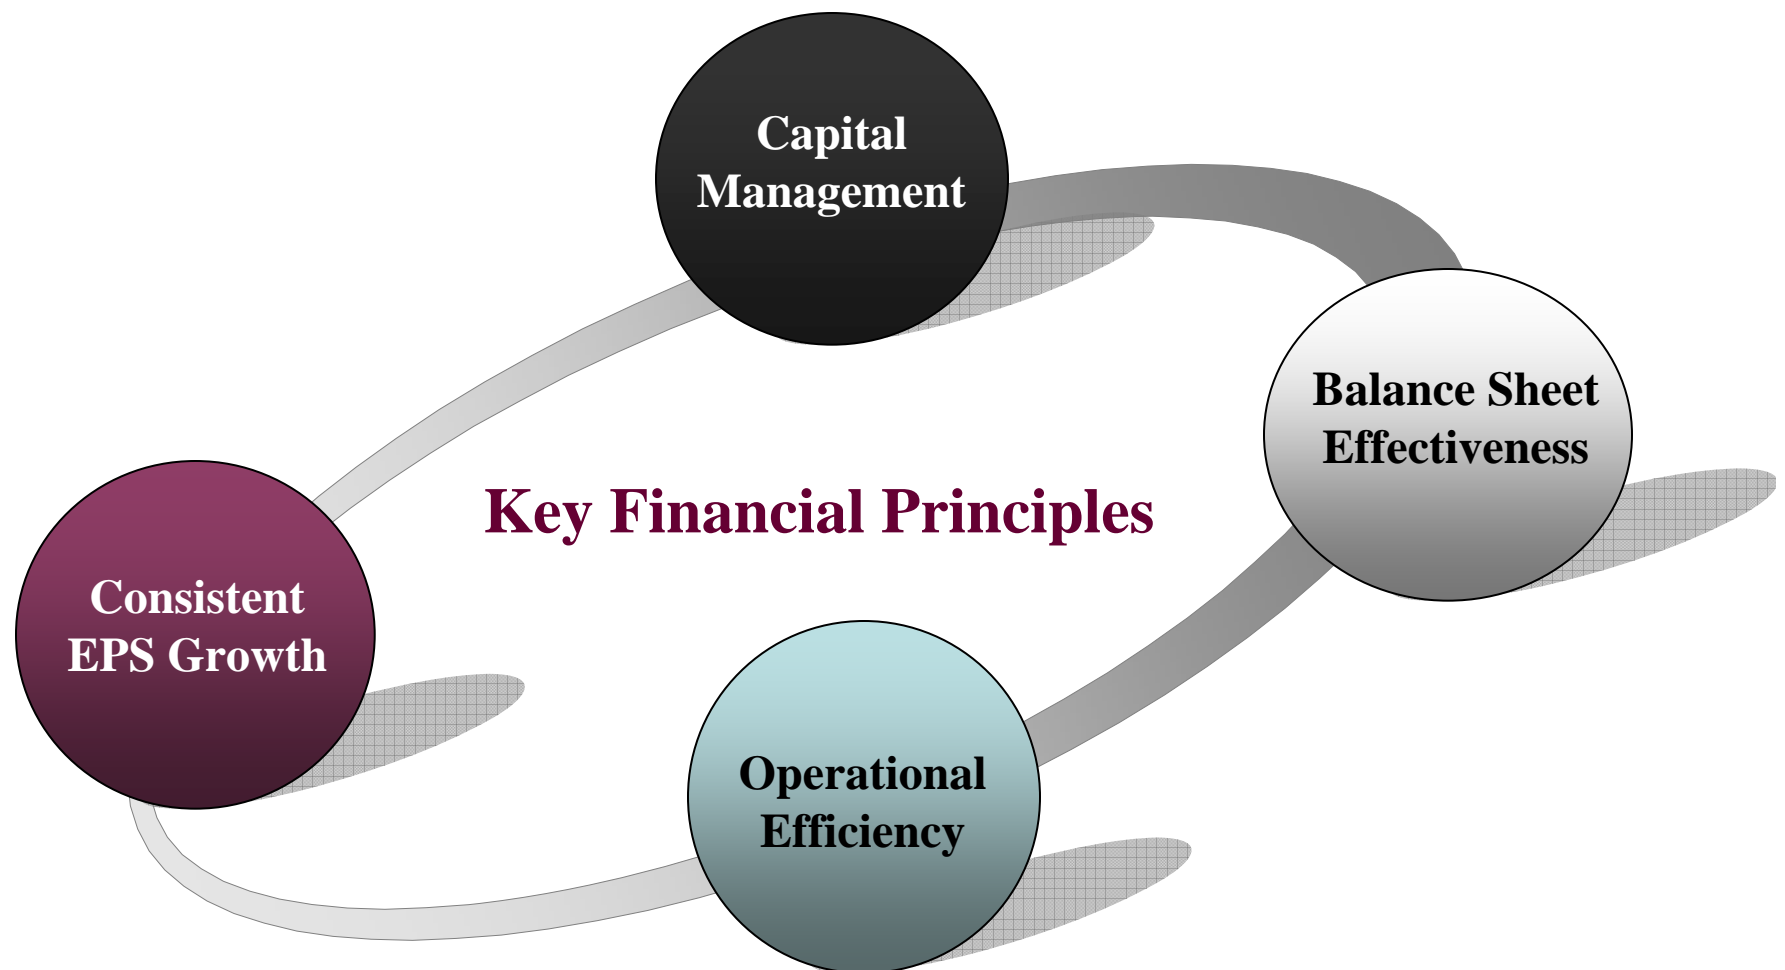 Capital
Management
Balance Sheet
Effectiveness
Key Financial Principles
Consistent
EPS Growth
Operational
Efficiency